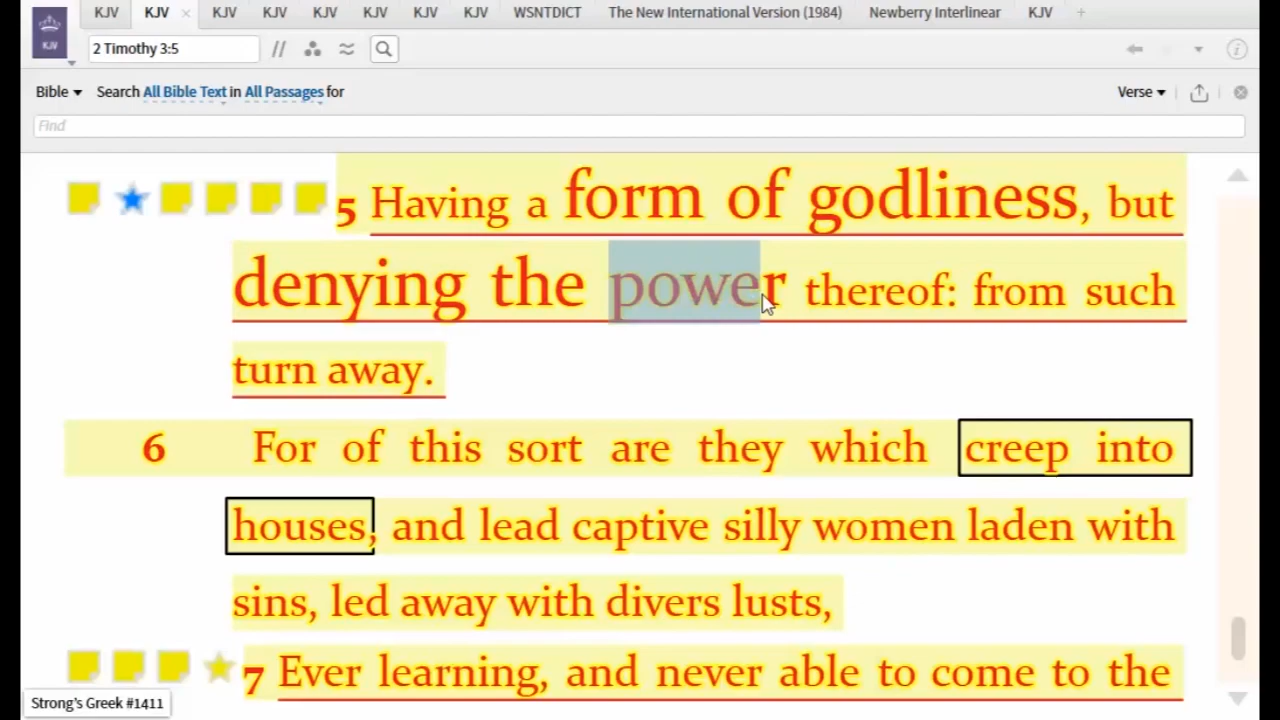 KJV KJV × KJV KJV KJV KJV KJV KJV WSNTDICT The New International Version (1984) Newberry Interlinear KJV +
KJV
2 Timothy 3:5
Bible Search All Bible Text in All Passages for Verse
Find
5 Having a form of godliness, but
denying the power thereof: from such
turn away.
6 For of this sort are they which creep into
houses, and lead captive silly women laden with
sins, led away with divers lusts,
7 Ever learning, and never able to come to the
Strong's Greek #1411